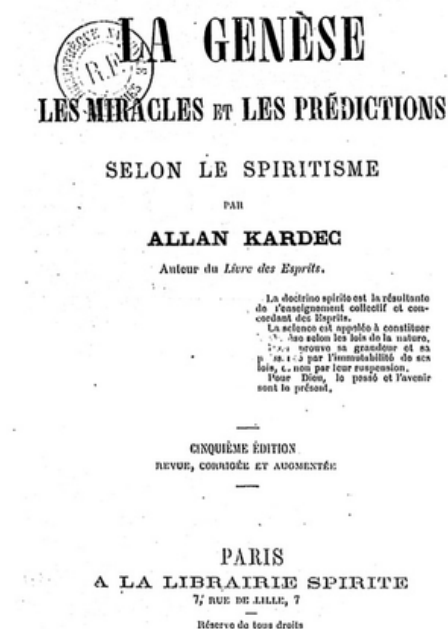 LA GENÈSE
LES MIRACLES ET LES PRÉDICTIONS
SELON LE SPIRITISME
PAR
ALLAN KARDEC
Auteur du Livre des Esprits.
La doctrine spirite est la résultante
de l'enseignement collectif et con-
cordant des Esprits.
La science est appelée à constituer
selon les lois de la nature.
prouve sa grandeur et sa
par l'immutabilité de ses
lois, non par leur suspension.
Pour Dieu, le passé et l'avenir
sont le présent.
CINQUIÈME ÉDITION
REVUE, CORRIGÉE ET AUGMENTÉE
PARIS
A LA LIBRAIRIE SPIRITE
7, RUE DE LILLE, 7
Réserve de tous droits
R.F.